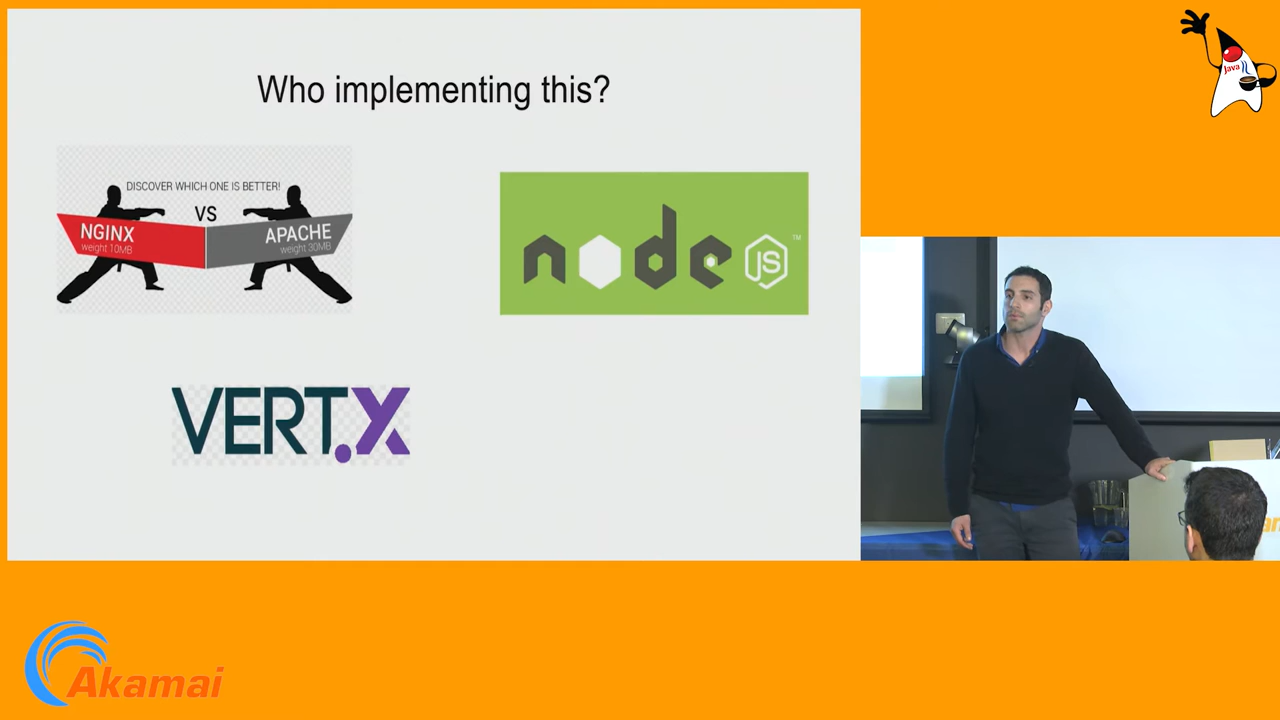 Who implementing this?
DISCOVER WHICH ONE IS BETTER!
VS
NGINX
weight 10MB
APACHE
weight 30MB
node
JS
TM
VERT.X
Java
Akamai